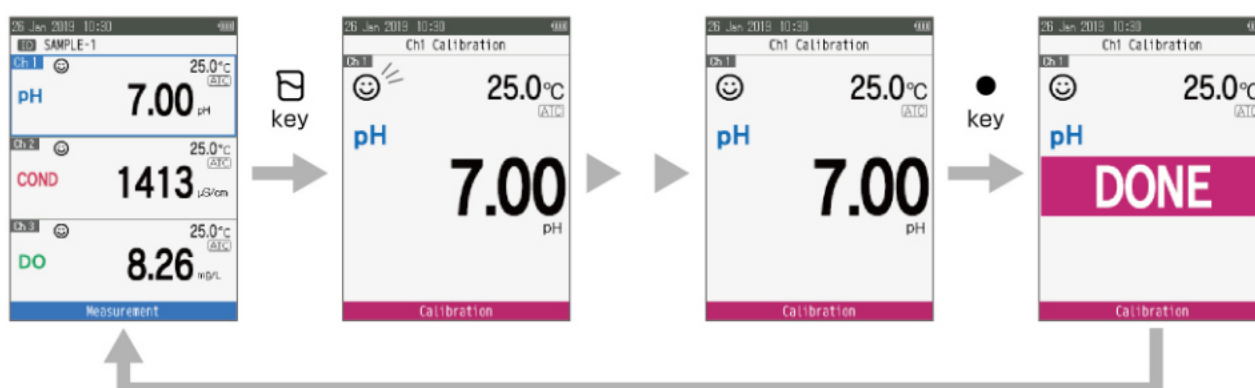 26 Jan 2019 10:30
ID SAMPLE-1
Ch 1
25.0°C
ATC
pH
7.00 pH
Ch 2
25.0°C
ATC
COND
1413 µS/cm
Ch 3
25.0°C
ATC
DO
8.26 mg/L
Measurement
key
26 Jan 2019 10:30
Ch1 Calibration
Ch 1
25.0°C
ATC
pH
7.00
pH
Calibration
26 Jan 2019 10:30
Ch1 Calibration
Ch 1
25.0°C
ATC
pH
7.00
pH
Calibration
key
26 Jan 2019 10:30
Ch1 Calibration
Ch 1
25.0°C
ATC
pH
DONE
Calibration